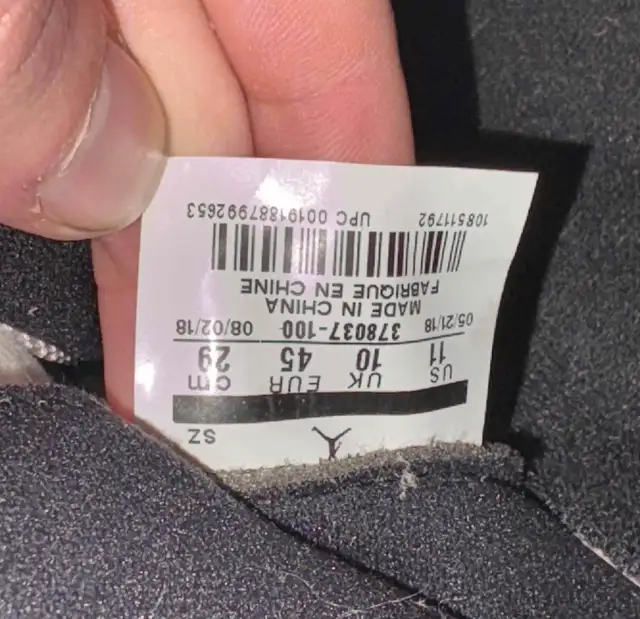 SZ
US UK EUR cm
11 10 45 29
05/21/18 378037-100 08/02/18
MADE IN CHINA
FABRIQUE EN CHINE
108511792 UPC 00191887992653